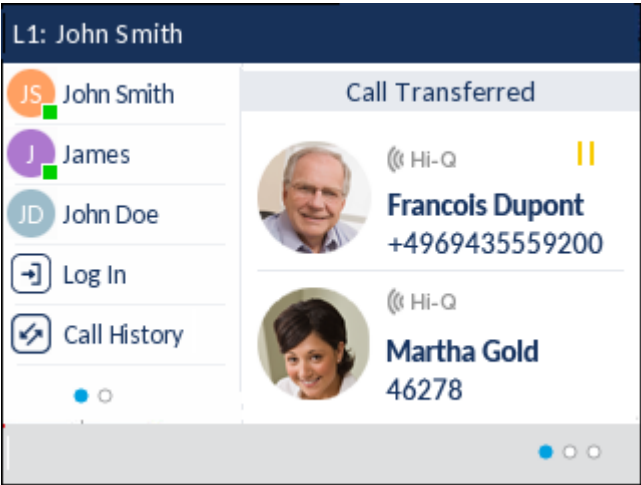 L1: John Smith
JS John Smith
J James
JD John Doe
Log In
Call History
Call Transferred
Hi-Q
Francois Dupont
+4969435559200
Hi-Q
Martha Gold
46278